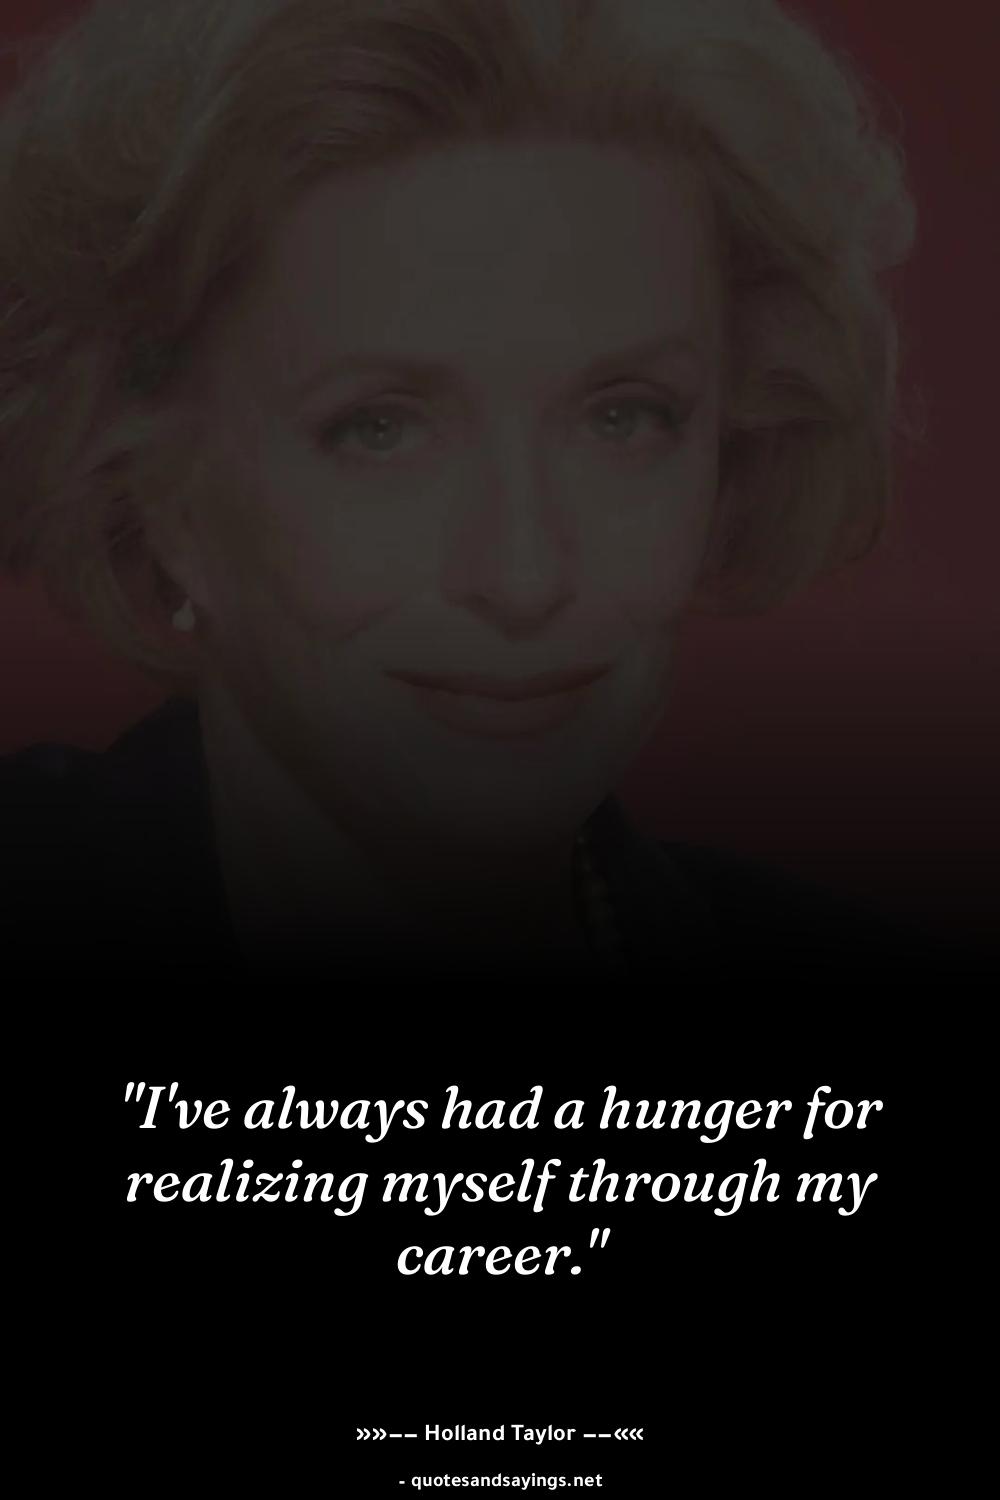 "I've always had a hunger for
realizing myself through my
career."
»»−− Holland Taylor −−««
- quotesandsayings.net